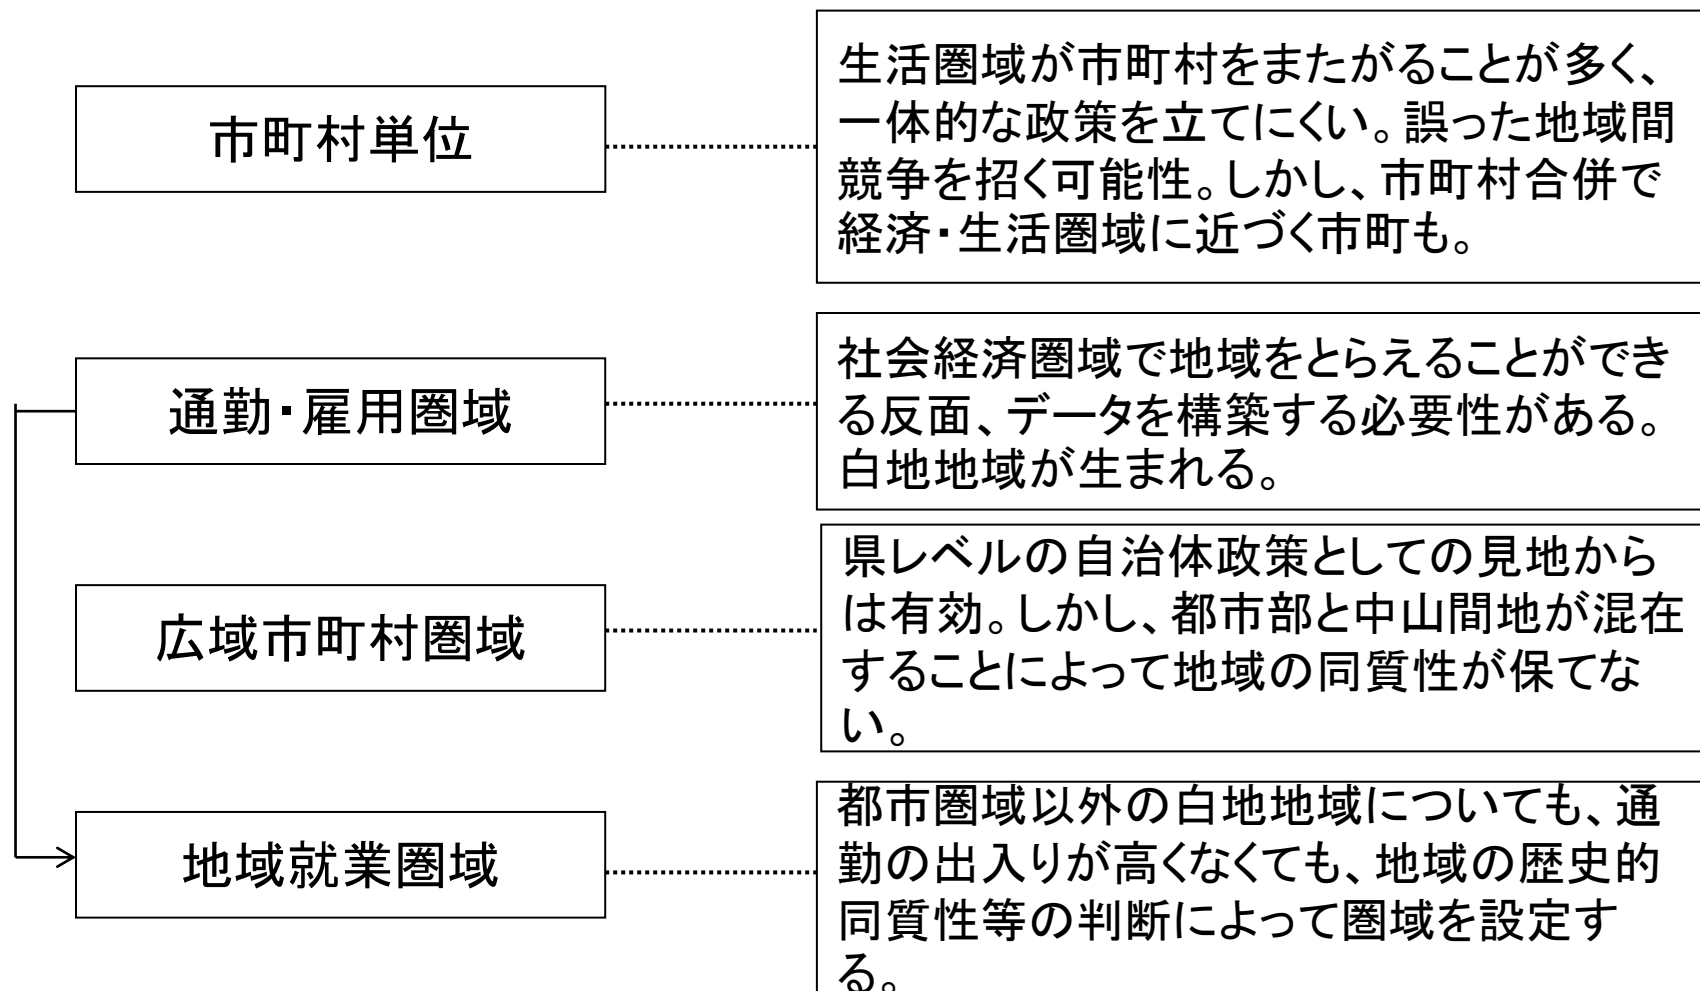 市町村単位
生活圏域が市町村をまたがることが多く、
一体的な政策を立てにくい。誤った地域間
競争を招く可能性。しかし、市町村合併で
経済・生活圏域に近づく市町も。
通勤・雇用圏域
社会経済圏域で地域をとらえることができ
る反面、データを構築する必要性がある。
白地地域が生まれる。
広域市町村圏域
県レベルの自治体政策としての見地から
は有効。しかし、都市部と中山間地が混在
することによって地域の同質性が保てな
い。
地域就業圏域
都市圏域以外の白地地域についても、通
勤の出入りが高くなくても、地域の歴史的
同質性等の判断によって圏域を設定す
る。